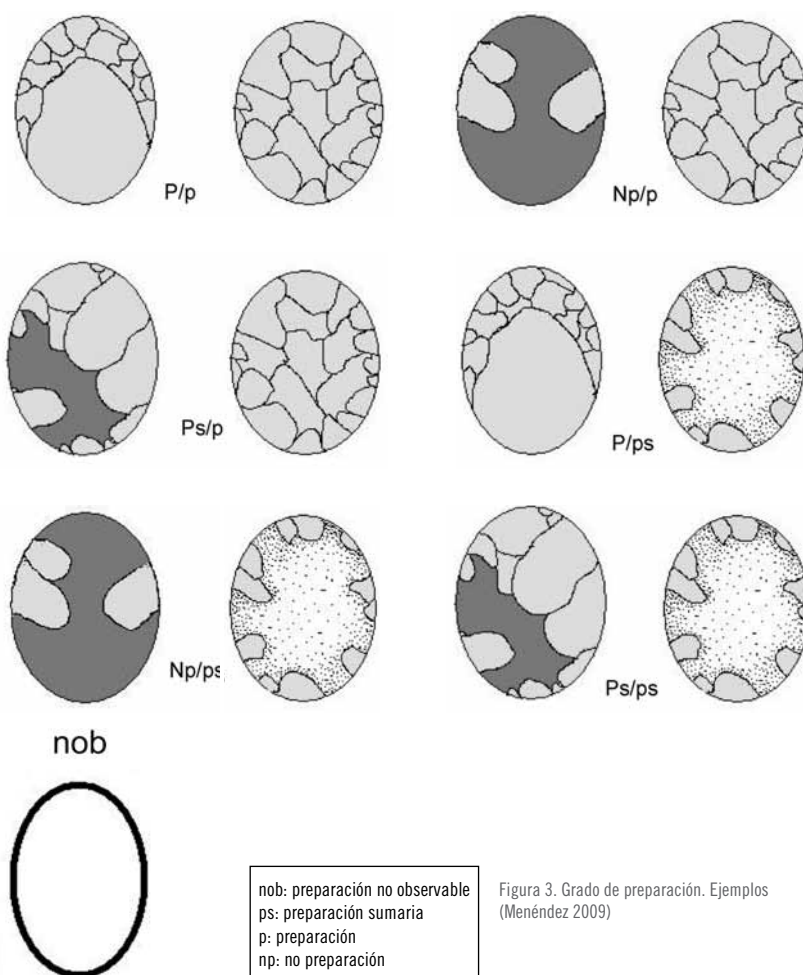 P/p
Np/p
Ps/p
P/ps
Np/ps
Ps/ps
nob
nob: preparación no observable
ps: preparación sumaria
p: preparación
np: no preparación
Figura 3. Grado de preparación. Ejemplos
(Menéndez 2009)